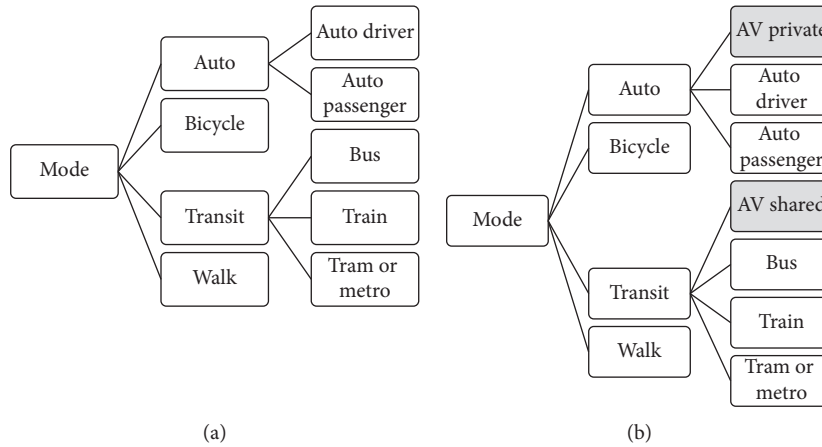 Mode
Auto
Bicycle
Transit
Walk
Auto driver
Auto
passenger
Bus
Train
Tram or
metro
(a)
Mode
Auto
Bicycle
Transit
Walk
AV private
Auto
driver
Auto
passenger
AV shared
Bus
Train
Tram or
metro
(b)